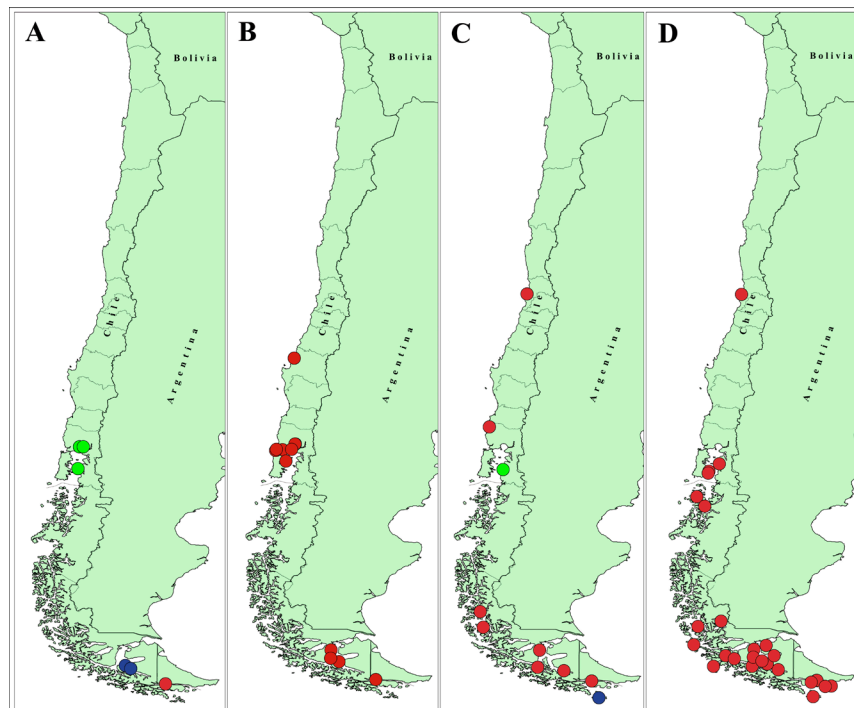 A
Bolivia
Chile
Argentina
B
Bolivia
Chile
Argentina
C
Bolivia
Chile
Argentina
D
Bolivia
Chile
Argentina